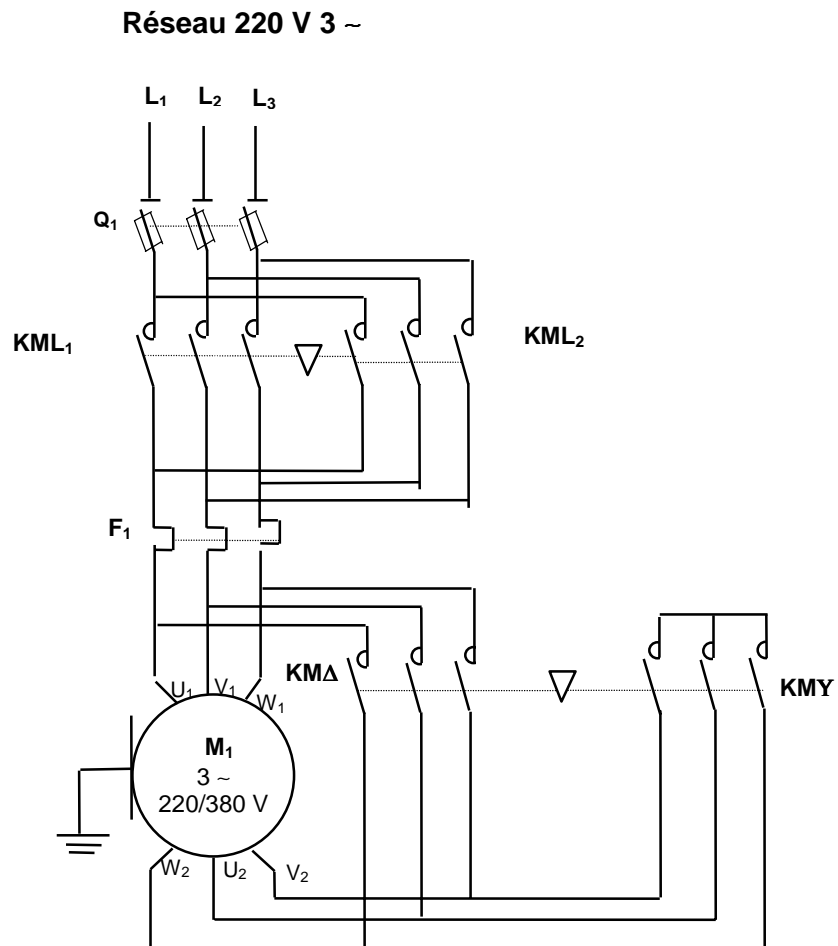 Réseau 220 V 3 ~
L₁ L₂ L₃
Q₁
KML₁ KML₂
F₁
KMΔ KMY
U₁ V₁ W₁
M₁
3 ~
220/380 V
W₂ U₂ V₂